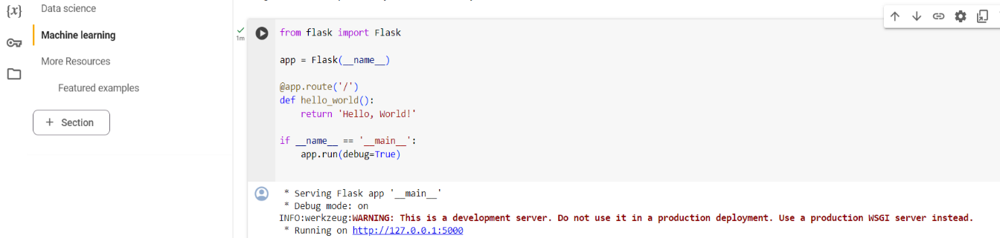 {x}
Data science
Machine learning
More Resources
Featured examples
+ Section
1m
from flask import Flask
app = Flask(__name__)
@app.route('/')
def hello_world():
    return 'Hello, World!'
if __name__ == '__main__':
    app.run(debug=True)
* Serving Flask app '__main__'
* Debug mode: on
INFO:werkzeug:WARNING: This is a development server. Do not use it in a production deployment. Use a production WSGI server instead.
* Running on http://127.0.0.1:5000